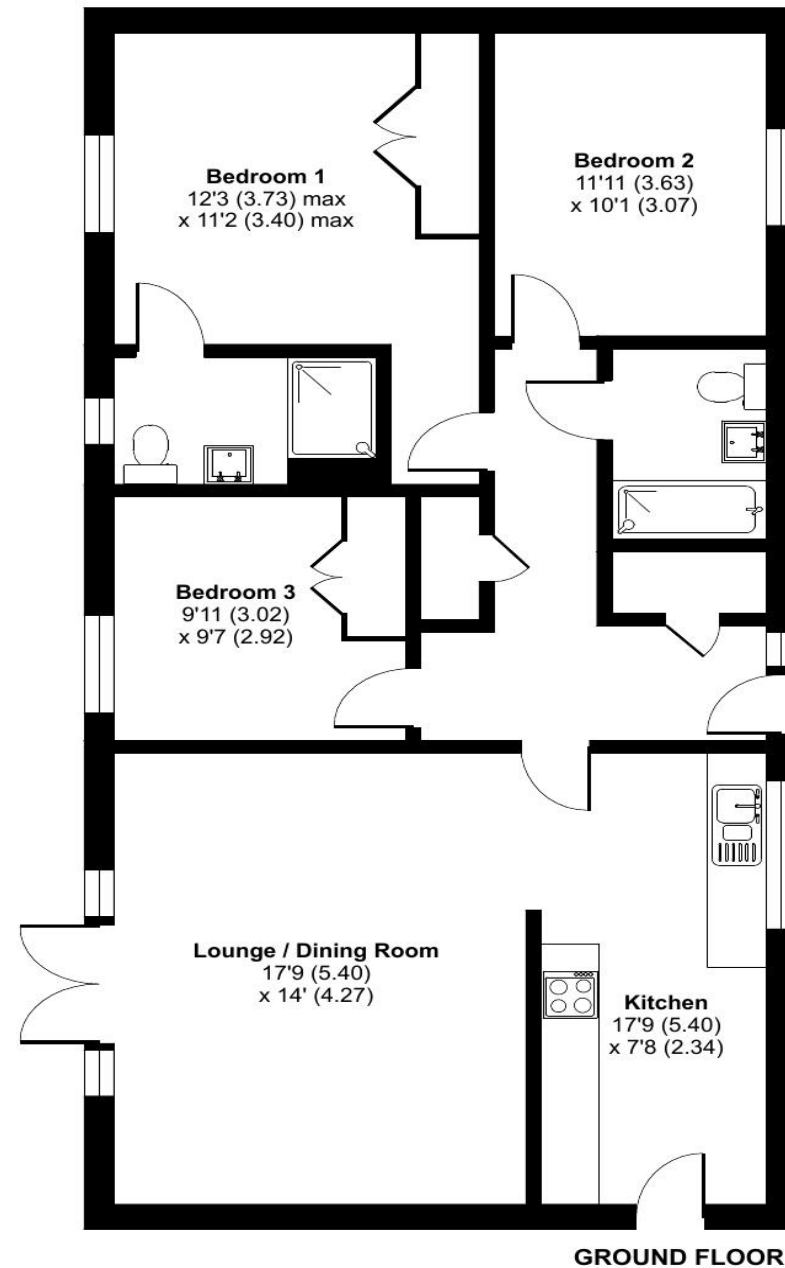 Bedroom 1
12'3 (3.73) max
x 11'2 (3.40) max
Bedroom 2
11'11 (3.63)
x 10'1 (3.07)
Bedroom 3
9'11 (3.02)
x 9'7 (2.92)
Lounge / Dining Room
17'9 (5.40)
x 14' (4.27)
Kitchen
17'9 (5.40)
x 7'8 (2.34)
GROUND FLOOR